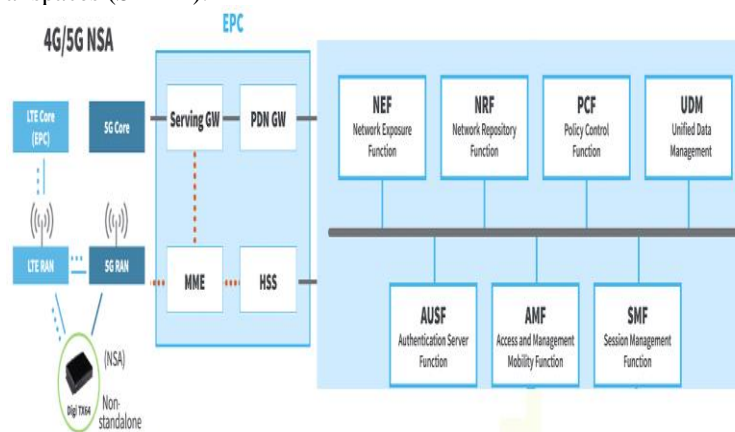 4G/5G NSA
EPC
LTE Core
(EPC)
5G Core
Serving GW
PDN GW
NEF
Network Exposure
Function
NRF
Network Repository
Function
PCF
Policy Control
Function
UDM
Unified Data
Management
LTE RAN
5G RAN
MME
HSS
AUSF
Authentication Server
Function
AMF
Access and Management
Mobility Function
SMF
Session Management
Function
(NSA)
Digi TX64
Non-
standalone